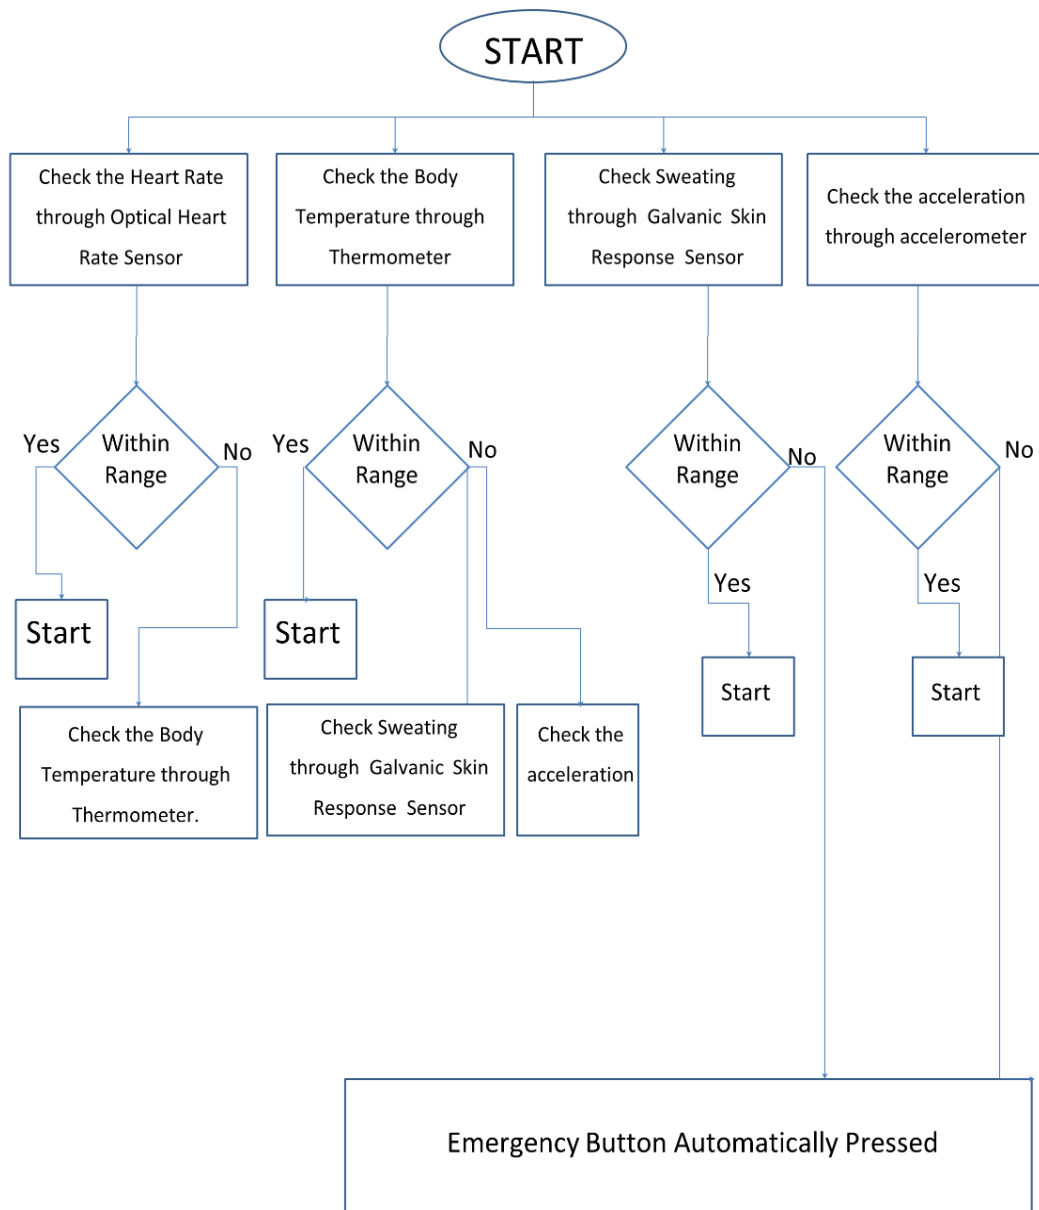 START
Check the Heart Rate
through Optical Heart
Rate Sensor
Check the Body
Temperature through
Thermometer
Check Sweating
through Galvanic Skin
Response Sensor
Check the acceleration
through accelerometer
Yes
Within
Range
No
Yes
Within
Range
No
Within
Range
No
Within
Range
No
Yes
Yes
Start
Start
Start
Start
Check the Body
Temperature through
Thermometer.
Check Sweating
through Galvanic Skin
Response Sensor
Check the
acceleration
Emergency Button Automatically Pressed